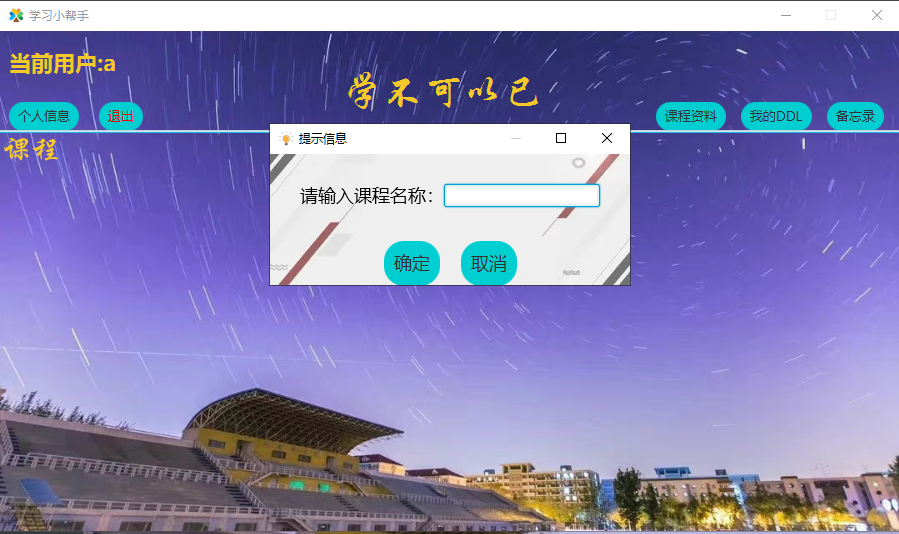 学习小帮手
当前用户:a
学不可以已
个人信息
退出
课程资料
我的DDL
备忘录
课程
提示信息
请输入课程名称：
确定
取消